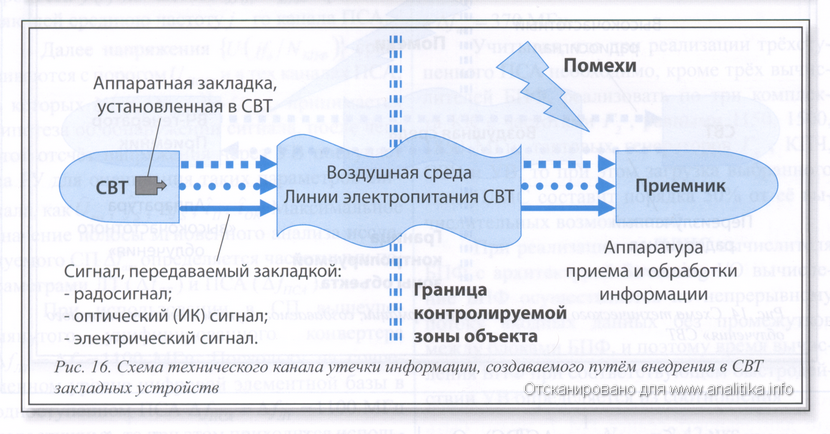 Помехи
Аппаратная закладка,
установленная в СВТ
СВТ
Воздушная среда
Линии электропитания СВТ
Приемник
Сигнал, передаваемый закладкой:
- радосигнал;
- оптический (ИК) сигнал;
- электрический сигнал.
Граница
контролируемой
зоны объекта
Аппаратура
приема и обработки
информации
Рис. 16. Схема технического канала утечки информации, создаваемого путём внедрения в СВТ
закладных устройств
Отсканировано для www.analitika.info